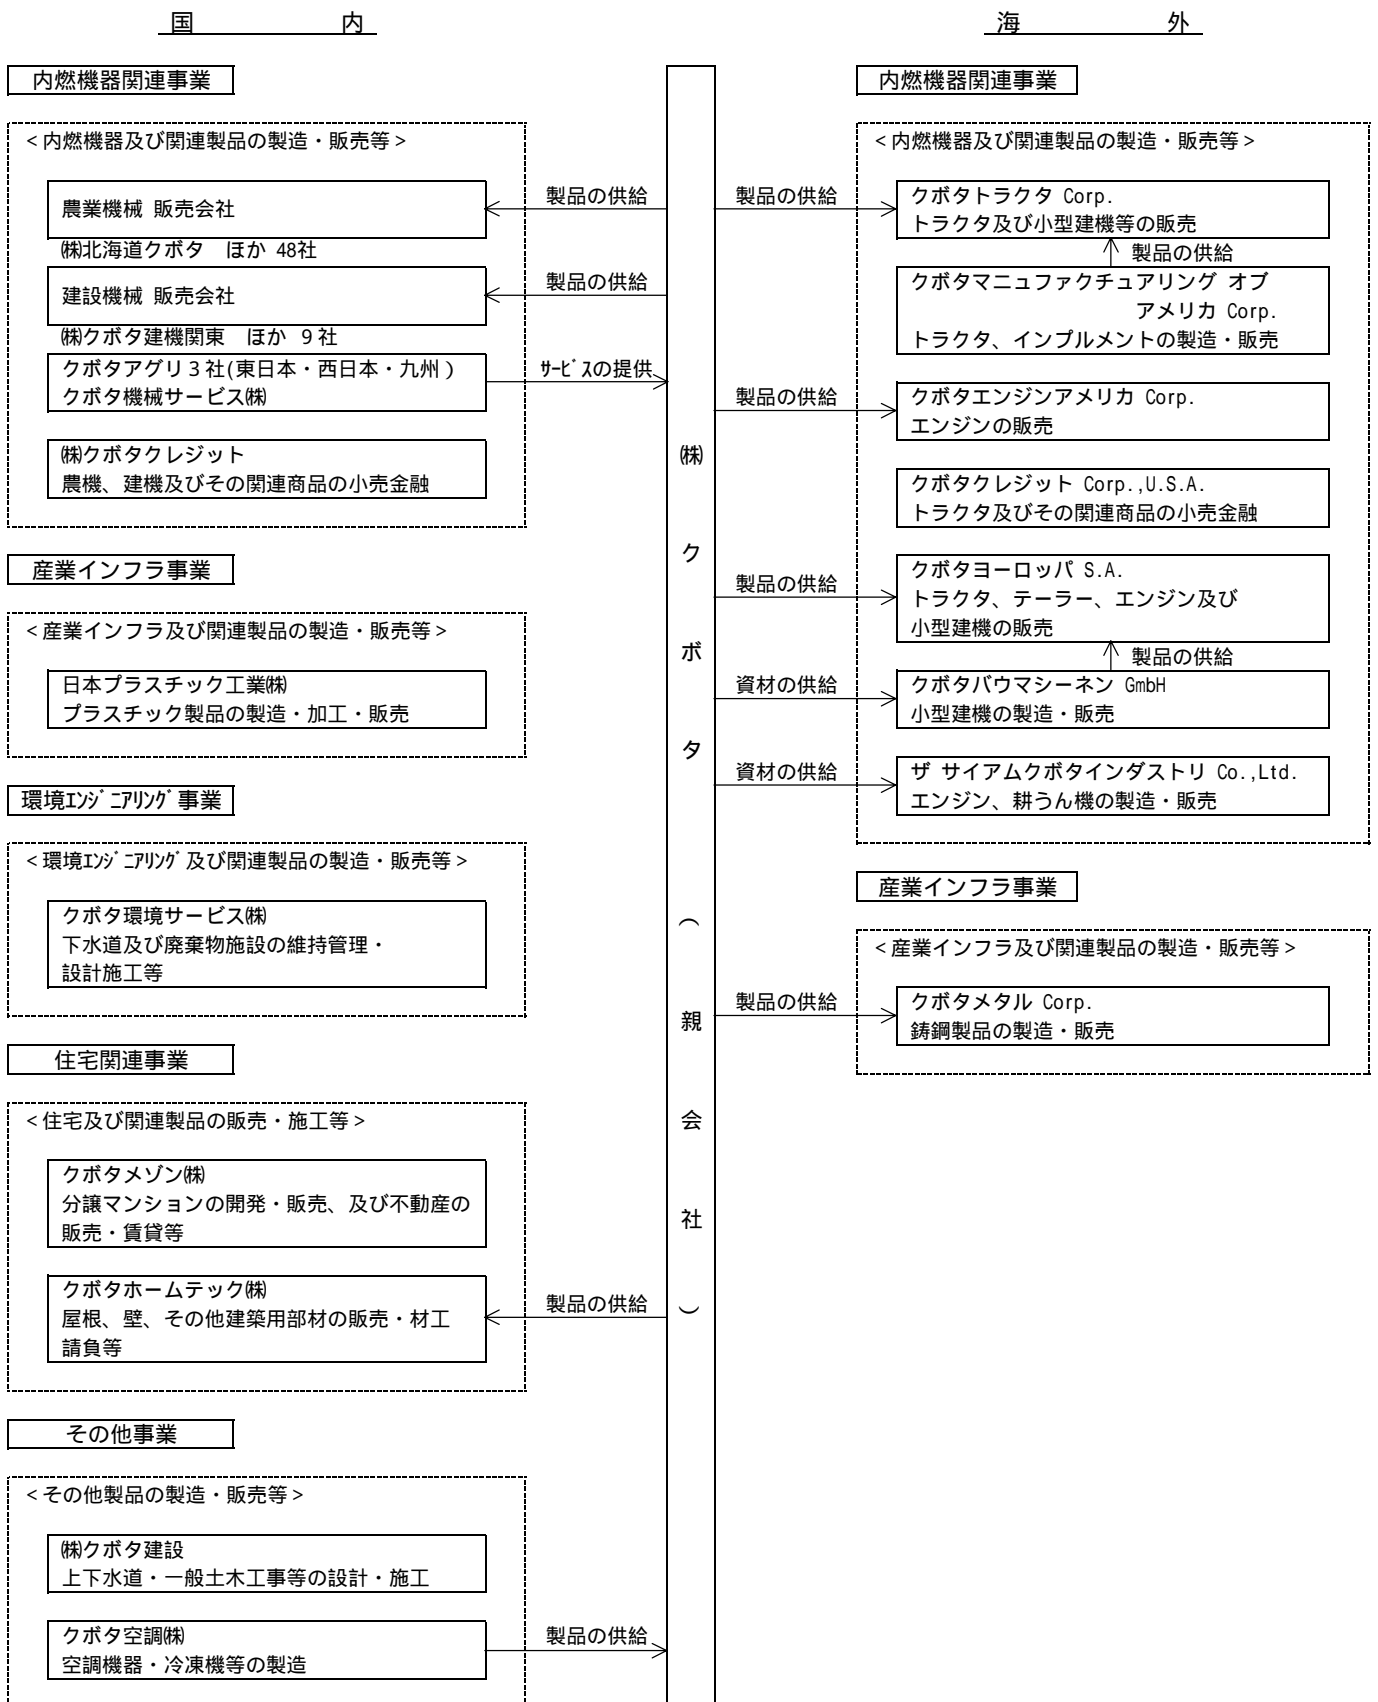 国　　　　内
内燃機器関連事業
<内燃機器及び関連製品の製造・販売等>
農業機械 販売会社
㈱北海道クボタ　ほか 48社
製品の供給
建設機械 販売会社
㈱クボタ建機関東　ほか 9社
製品の供給
クボタアグリ3社(東日本・西日本・九州)
クボタ機械サービス㈱
ｻｰﾋﾞｽの提供
㈱クボタクレジット
農機、建機及びその関連商品の小売金融
産業インフラ事業
<産業インフラ及び関連製品の製造・販売等>
日本プラスチック工業㈱
プラスチック製品の製造・加工・販売
環境ｴﾝｼﾞﾆｱﾘﾝｸﾞ事業
<環境ｴﾝｼﾞﾆｱﾘﾝｸﾞ及び関連製品の製造・販売等>
クボタ環境サービス㈱
下水道及び廃棄物施設の維持管理・
設計施工等
住宅関連事業
<住宅及び関連製品の販売・施工等>
クボタメゾン㈱
分譲マンションの開発・販売、及び不動産の
販売・賃貸等
クボタホームテック㈱
屋根、壁、その他建築用部材の販売・材工
請負等
製品の供給
その他事業
<その他製品の製造・販売等>
㈱クボタ建設
上下水道・一般土木工事等の設計・施工
クボタ空調㈱
空調機器・冷凍機等の製造
製品の供給
㈱クボタ（親会社）
海　　　　外
内燃機器関連事業
<内燃機器及び関連製品の製造・販売等>
製品の供給
クボタトラクタ Corp.
トラクタ及び小型建機等の販売
製品の供給
クボタマニュファクチュアリング オブ
アメリカ Corp.
トラクタ、インプルメントの製造・販売
製品の供給
クボタエンジンアメリカ Corp.
エンジンの販売
クボタクレジット Corp.,U.S.A.
トラクタ及びその関連商品の小売金融
製品の供給
クボタヨーロッパ S.A.
トラクタ、テーラー、エンジン及び
小型建機の販売
製品の供給
資材の供給
クボタバウマシーネン GmbH
小型建機の製造・販売
資材の供給
ザ サイアムクボタインダストリ Co.,Ltd.
エンジン、耕うん機の製造・販売
産業インフラ事業
<産業インフラ及び関連製品の製造・販売等>
製品の供給
クボタメタル Corp.
鋳鋼製品の製造・販売